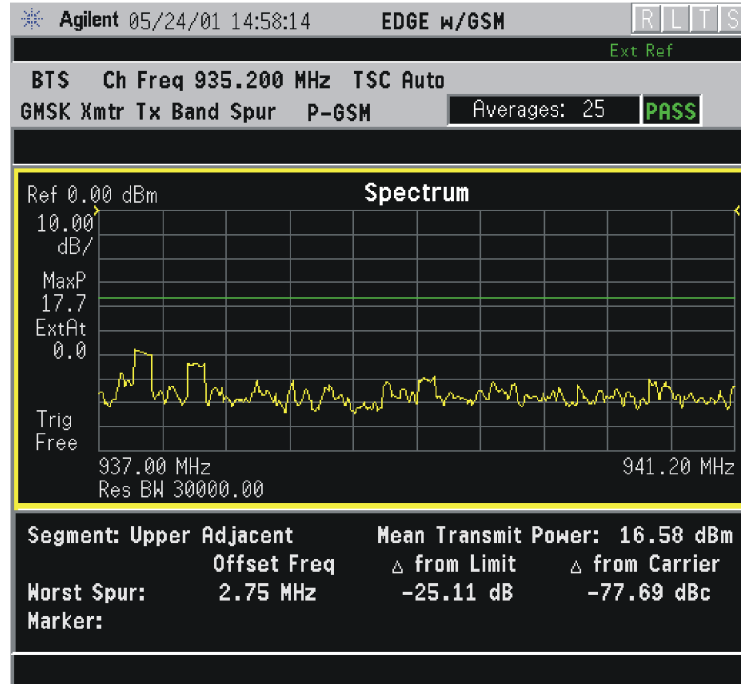 Agilent 05/24/01 14:58:14 EDGE w/GSM R L T S
Ext Ref
BTS Ch Freq 935.200 MHz TSC Auto
GMSK Xmtr Tx Band Spur P-GSM Averages: 25 PASS
Ref 0.00 dBm Spectrum
10.00
dB/
MaxP
17.7
ExtAt
0.0
Trig
Free
937.00 MHz 941.20 MHz
Res BW 30000.00
Segment: Upper Adjacent Mean Transmit Power: 16.58 dBm
Offset Freq △ from Limit △ from Carrier
Worst Spur: 2.75 MHz -25.11 dB -77.69 dBc
Marker: